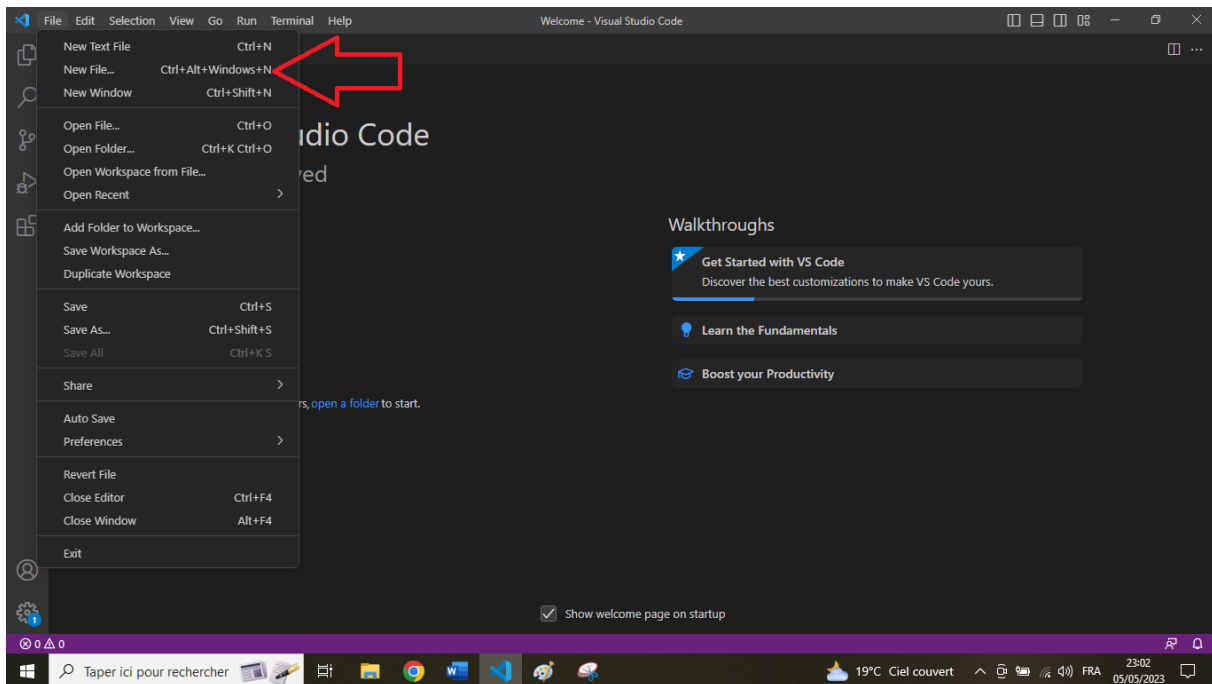 File Edit Selection View Go Run Terminal Help Welcome - Visual Studio Code
New Text File Ctrl+N
New File... Ctrl+Alt+Windows+N
New Window Ctrl+Shift+N
Open File... Ctrl+O
Open Folder... Ctrl+K Ctrl+O
Open Workspace from File...
Open Recent
Add Folder to Workspace...
Save Workspace As...
Duplicate Workspace
Save Ctrl+S
Save As... Ctrl+Shift+S
Save All Ctrl+K S
Share
Auto Save
Preferences
Revert File
Close Editor Ctrl+F4
Close Window Alt+F4
Exit
udio Code
ved
rs, open a folder to start.
Walkthroughs
Get Started with VS Code
Discover the best customizations to make VS Code yours.
Learn the Fundamentals
Boost your Productivity
Show welcome page on startup
1
0 0
Taper ici pour rechercher 19°C Ciel couvert FRA 23:02
05/05/2023